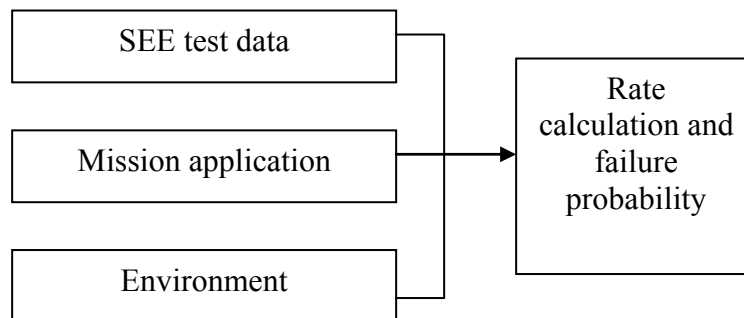 SEE test data
Mission application
Environment
Rate
calculation and
failure
probability